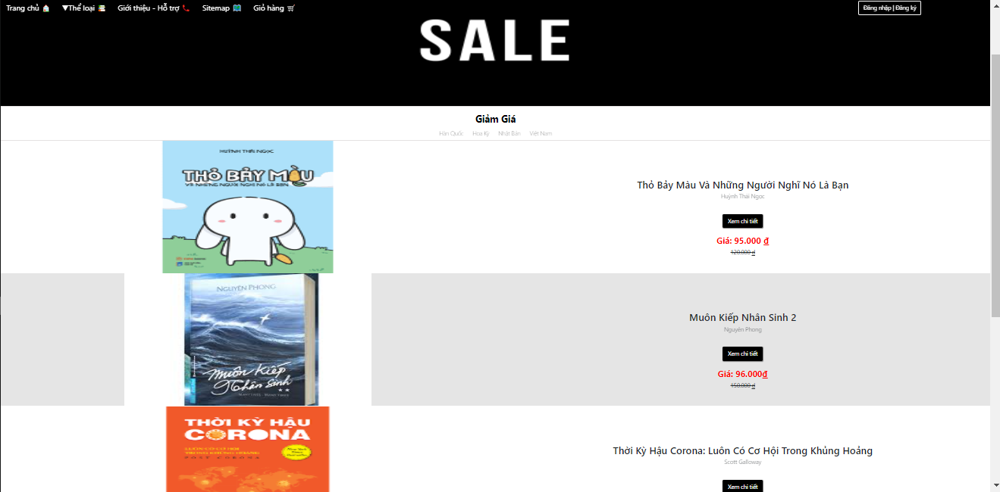 Trang chủ 🏠 ▼Thể loại 📚 Giới thiệu - Hỗ trợ 📞 Sitemap 🗺 Giỏ hàng 🛒 Đăng nhập | Đăng ký
SALE
Giảm Giá
Hàn Quốc Hoa Kỳ Nhật Bản Việt Nam
HUỲNH THÁI NGỌC
THỎ BẢY MÀU
VÀ NHỮNG NGƯỜI NGHĨ NÓ LÀ BẠN
Thỏ Bảy Màu Và Những Người Nghĩ Nó Là Bạn
Huỳnh Thái Ngọc
Xem chi tiết
Giá: 95.000 ₫
120.000 ₫
NGUYÊN PHONG
Muôn Kiếp
Nhân Sinh
Muôn Kiếp Nhân Sinh 2
Nguyên Phong
Xem chi tiết
Giá: 96.000₫
150.000 ₫
THỜI KỲ HẬU
CORONA
LUÔN CÓ CƠ HỘI
TRONG KHỦNG HOẢNG
POST CORONA
Thời Kỳ Hậu Corona: Luôn Có Cơ Hội Trong Khủng Hoảng
Scott Galloway
Xem chi tiết